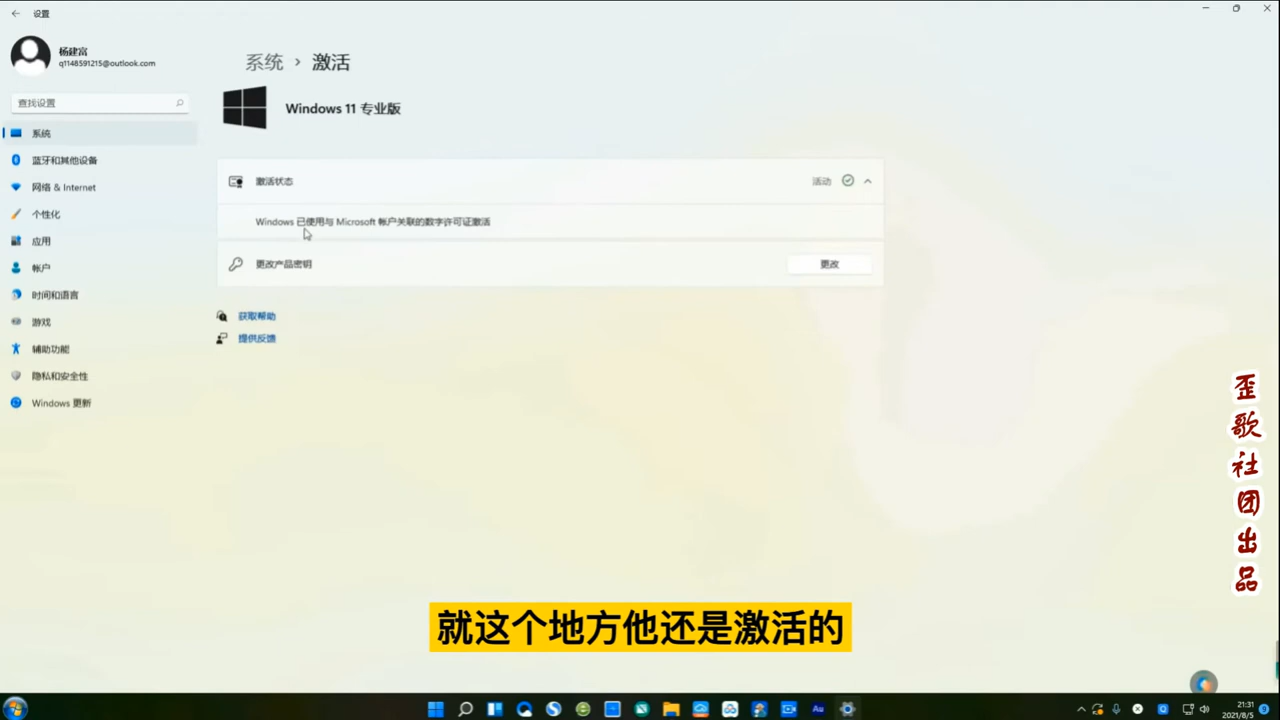 设置
杨建富
q1148591215@outlook.com
查找设置
系统
蓝牙和其他设备
网络 & Internet
个性化
应用
帐户
时间和语言
游戏
辅助功能
隐私和安全性
Windows 更新
系统 › 激活
Windows 11 专业版
激活状态
活动
Windows 已使用与 Microsoft 帐户关联的数字许可证激活
更改产品密钥
更改
获取帮助
提供反馈
歪歌社团出品
就这个地方他还是激活的
Au
21:31
2021/8/5